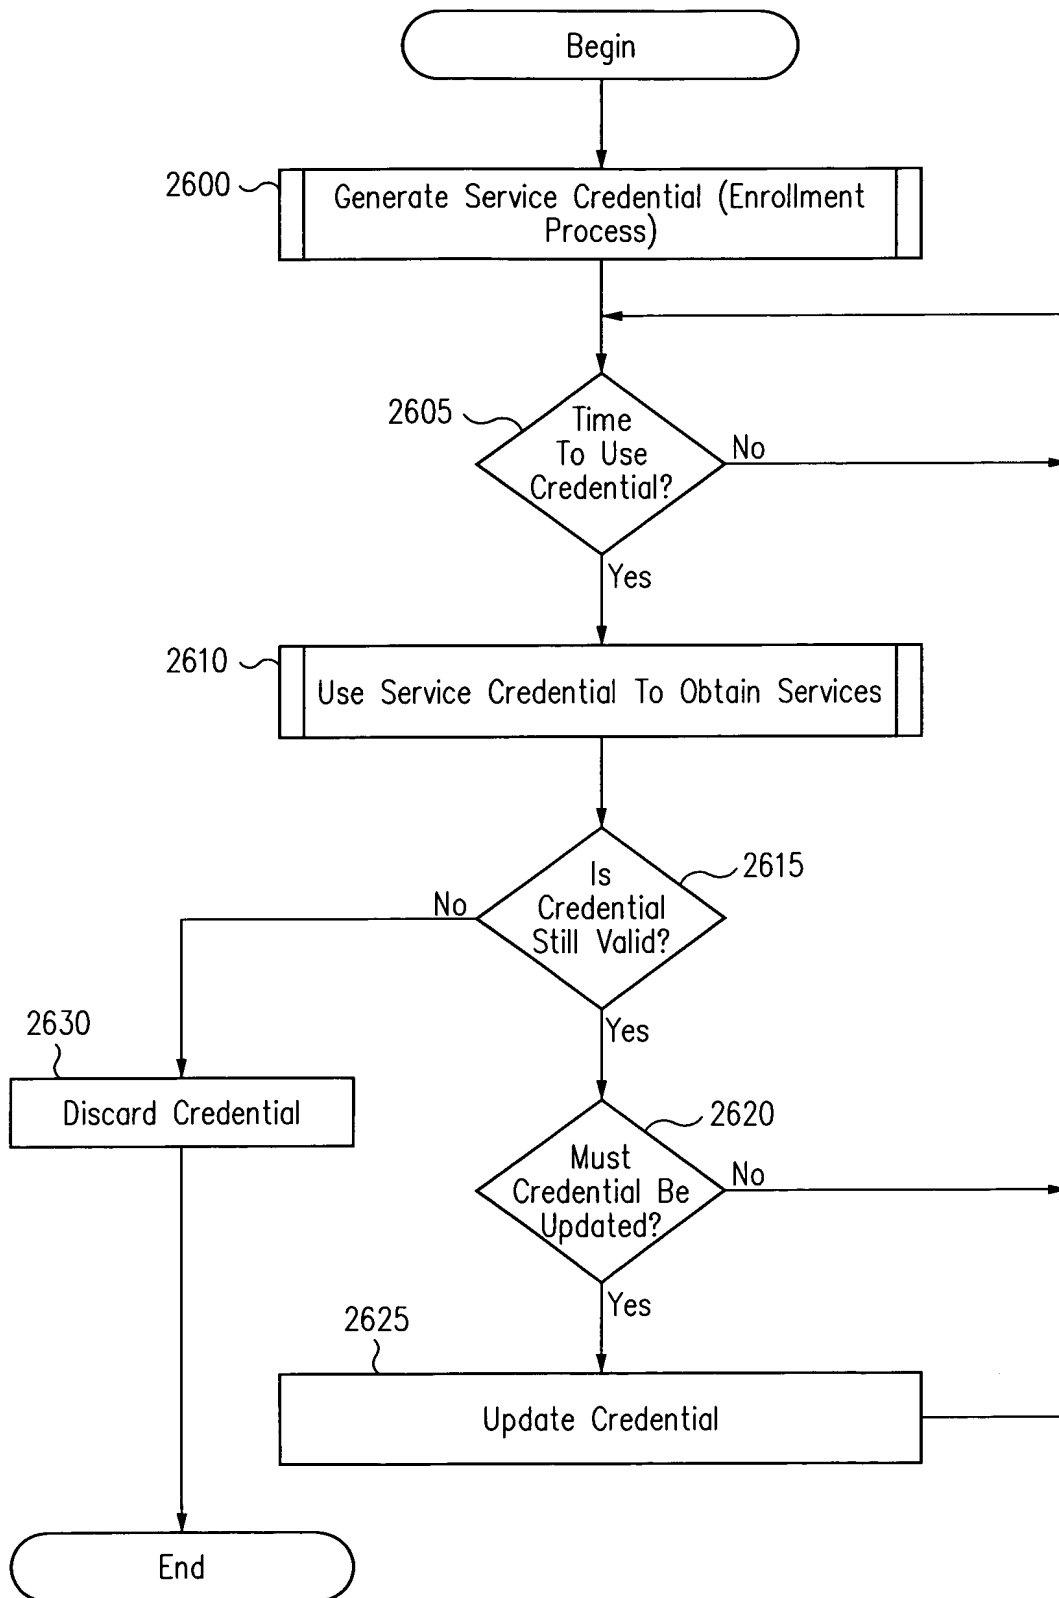 Begin
2600
Generate Service Credential (Enrollment
Process)
2605
Time
To Use
Credential?
No
Yes
2610
Use Service Credential To Obtain Services
2615
Is
Credential
Still Valid?
No
Yes
2630
Discard Credential
2620
Must
Credential Be
Updated?
No
Yes
2625
Update Credential
End